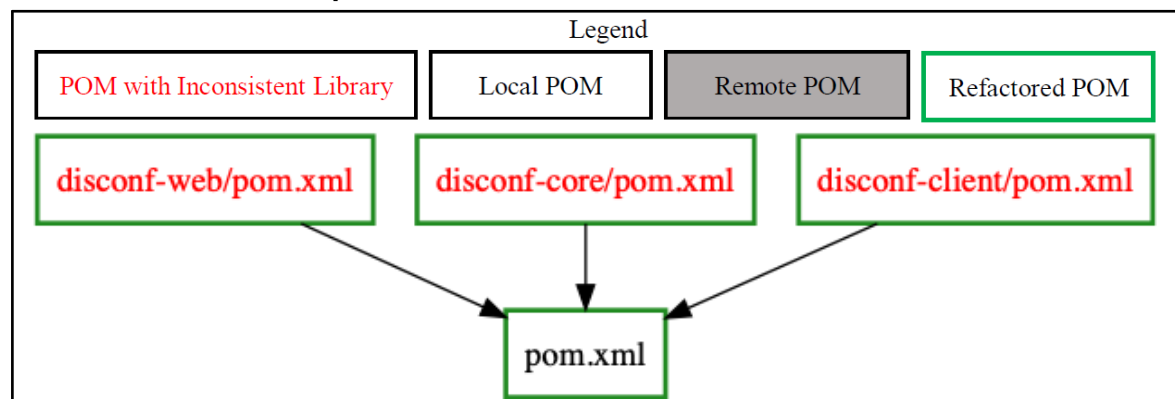 Legend
POM with Inconsistent Library
Local POM
Remote POM
Refactored POM
disconf-web/pom.xml
disconf-core/pom.xml
disconf-client/pom.xml
pom.xml